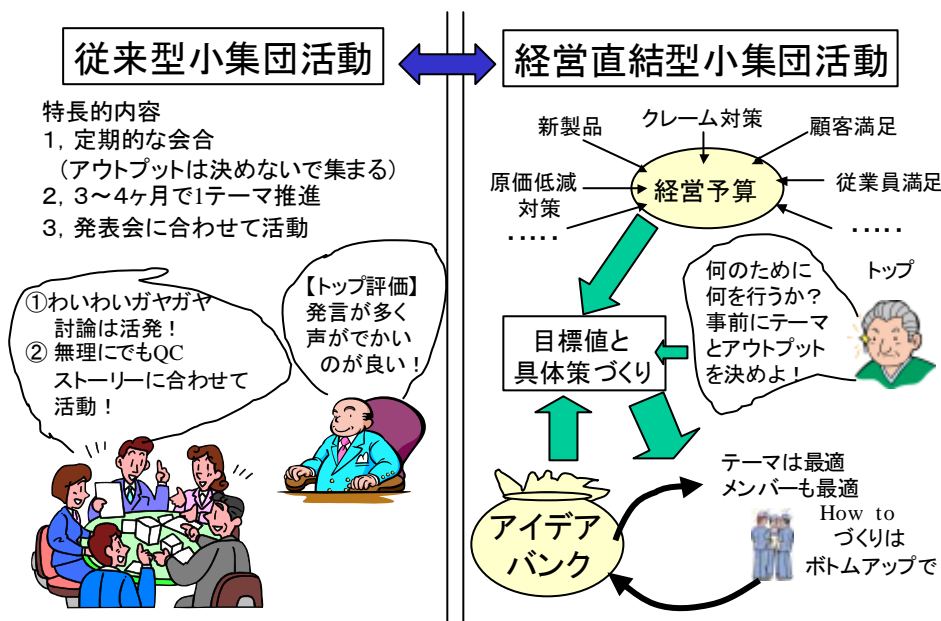 従来型小集団活動
特長的内容
1, 定期的な会合
(アウトプットは決めないで集まる)
2, 3~4ヶ月で1テーマ推進
3, 発表会に合わせて活動
①わいわいガヤガヤ
討論は活発!
② 無理にでもQC
ストーリーに合わせて
活動!
【トップ評価】
発言が多く
声がでかい
のが良い!
経営直結型小集団活動
新製品
クレーム対策
顧客満足
原価低減
対策
経営予算
従業員満足
・・・・・
・・・・・
何のために
何を行うか?
事前にテーマ
とアウトプット
を決めよ!
トップ
目標値と
具体策づくり
アイデア
バンク
テーマは最適
メンバーも最適
How to
づくりは
ボトムアップで